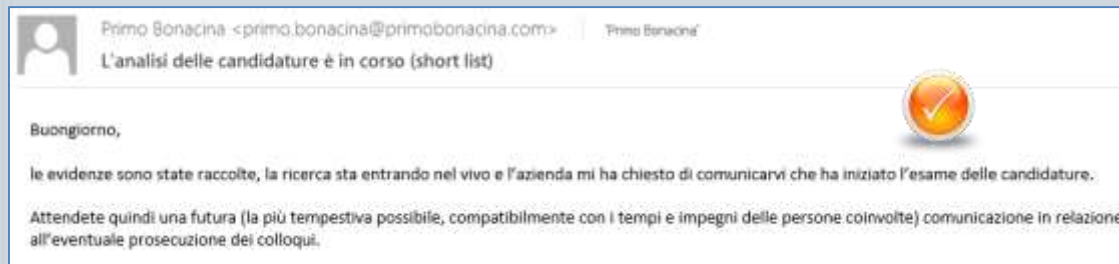 Primo Bonacina <primo.bonacina@primobonacina.com> 'Primo Bonacina'
L'analisi delle candidature è in corso (short list)
Buongiorno,
le evidenze sono state raccolte, la ricerca sta entrando nel vivo e l'azienda mi ha chiesto di comunicarvi che ha iniziato l'esame delle candidature.
Attendete quindi una futura (la più tempestiva possibile, compatibilmente con i tempi e impegni delle persone coinvolte) comunicazione in relazione
all'eventuale prosecuzione dei colloqui.